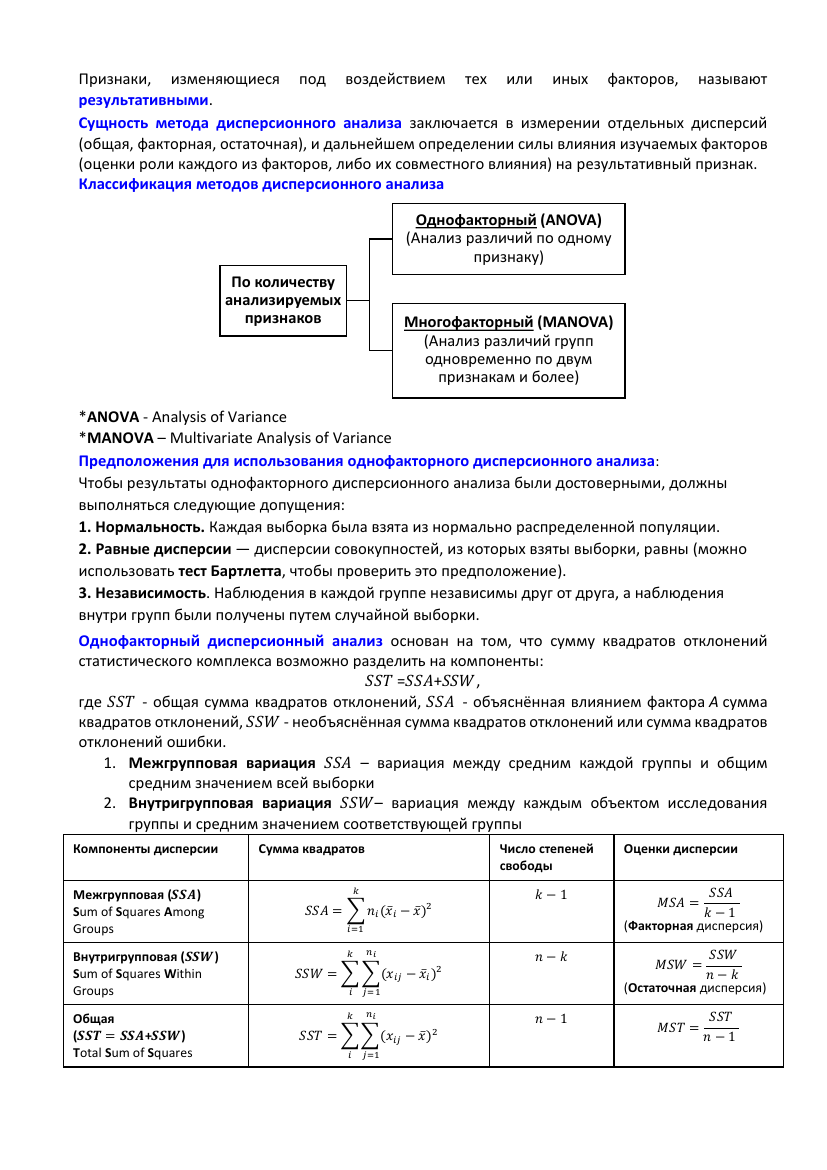 Признаки, изменяющиеся под воздействием тех или иных факторов, называют
результативными.
Сущность метода дисперсионного анализа заключается в измерении отдельных дисперсий
(общая, факторная, остаточная), и дальнейшем определении силы влияния изучаемых факторов
(оценки роли каждого из факторов, либо их совместного влияния) на результативный признак.
Классификация методов дисперсионного анализа
По количеству
анализируемых
признаков
Однофакторный (ANOVA)
(Анализ различий по одному
признаку)
Многофакторный (MANOVA)
(Анализ различий групп
одновременно по двум
признакам и более)
*ANOVA - Analysis of Variance
*MANOVA – Multivariate Analysis of Variance
Предположения для использования однофакторного дисперсионного анализа:
Чтобы результаты однофакторного дисперсионного анализа были достоверными, должны
выполняться следующие допущения:
1. Нормальность. Каждая выборка была взята из нормально распределенной популяции.
2. Равные дисперсии — дисперсии совокупностей, из которых взяты выборки, равны (можно
использовать тест Бартлетта, чтобы проверить это предположение).
3. Независимость. Наблюдения в каждой группе независимы друг от друга, а наблюдения
внутри групп были получены путем случайной выборки.
Однофакторный дисперсионный анализ основан на том, что сумму квадратов отклонений
статистического комплекса возможно разделить на компоненты:
SST =SSA+SSW,
где SST - общая сумма квадратов отклонений, SSA - объяснённая влиянием фактора A сумма
квадратов отклонений, SSW - необъяснённая сумма квадратов отклонений или сумма квадратов
отклонений ошибки.
1. Межгрупповая вариация SSA – вариация между средним каждой группы и общим
средним значением всей выборки
2. Внутригрупповая вариация SSW– вариация между каждым объектом исследования
группы и средним значением соответствующей группы
Компоненты дисперсии
Сумма квадратов
Число степеней
свободы
Оценки дисперсии
Межгрупповая (SSA)
Sum of Squares Among
Groups
SSA = ∑_{i=1}^{k} n_i(x̄_i − x̄)²
k − 1
MSA = SSA / (k − 1)
(Факторная дисперсия)
Внутригрупповая (SSW)
Sum of Squares Within
Groups
SSW = ∑_{i}^{k} ∑_{j=1}^{n_i} (x_{ij} − x̄_i)²
n − k
MSW = SSW / (n − k)
(Остаточная дисперсия)
Общая
(SST = SSA+SSW)
Total Sum of Squares
SST = ∑_{i}^{k} ∑_{j=1}^{n_i} (x_{ij} − x̄)²
n − 1
MST = SST / (n − 1)